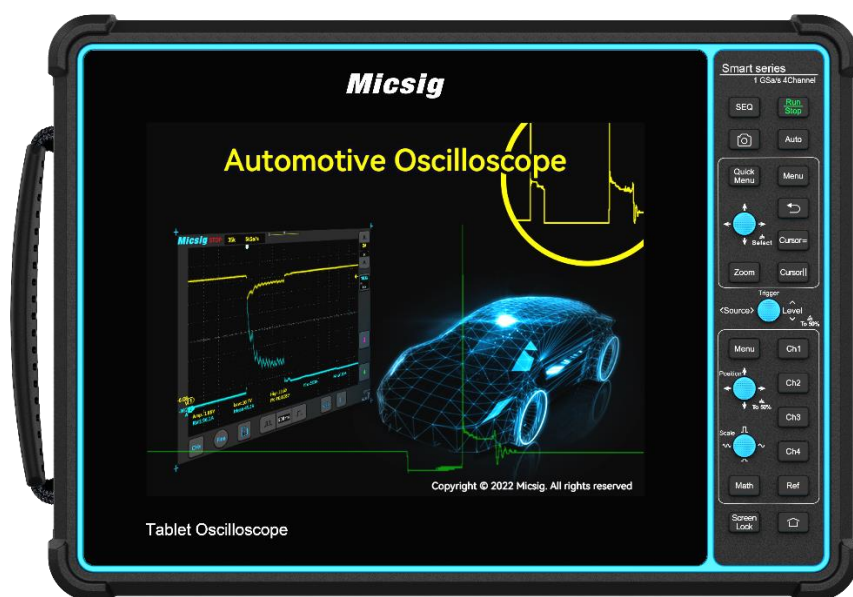 Micsig
Automotive Oscilloscope
Micsig
Copyright © 2022 Micsig. All rights reserved
Tablet Oscilloscope
Smart series
1 GSa/s 4Channel
SEQ
Run
Stop
Auto
Quick
Menu
Menu
Select
Cursor=
Zoom
Cursor||
Trigger
<Source>
Level
To 50%
Menu
Ch1
Position
Ch2
To 50%
Ch3
Scale
Ch4
Math
Ref
Screen
Lock